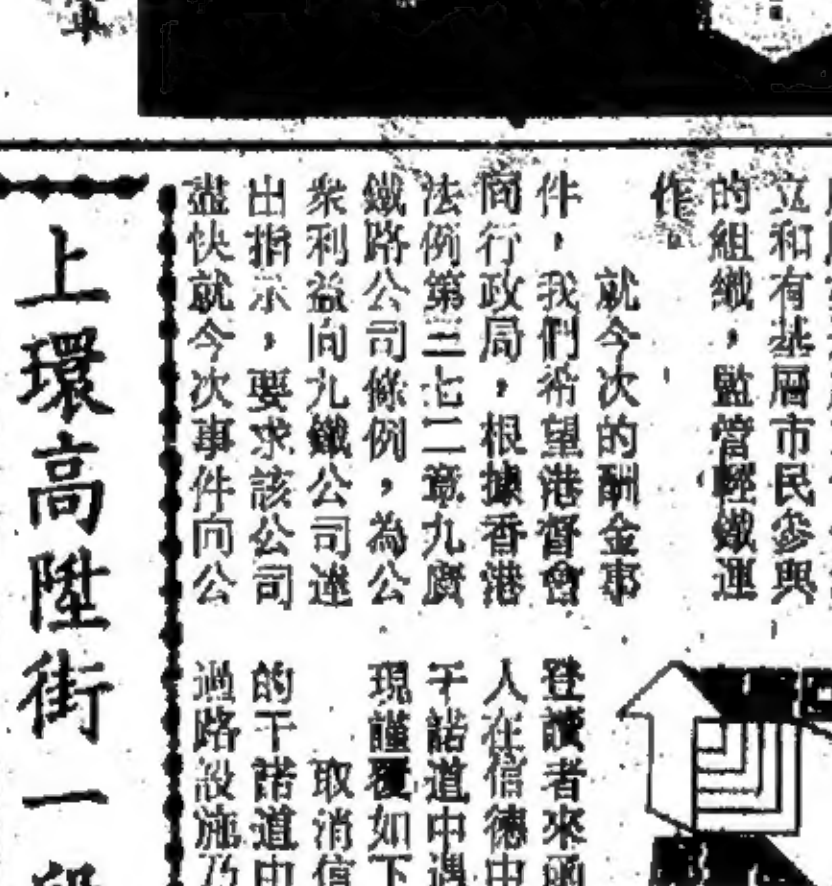 立和有基層市民參與
的組織，監管輕鐵運
作
就今次的酬金事
件，我們希望港督會
同行政局，根據香港
法例第三七二章九廣
鐵路公司條例，為公
衆利益向九鐵公司達
出指示，要求該公司
盡快就今次事件向公
登讀者來函
人在信德中
干諾道中過
現謹覆如下
取消信
的干諾道中
過路設施乃
上環高陞街一段